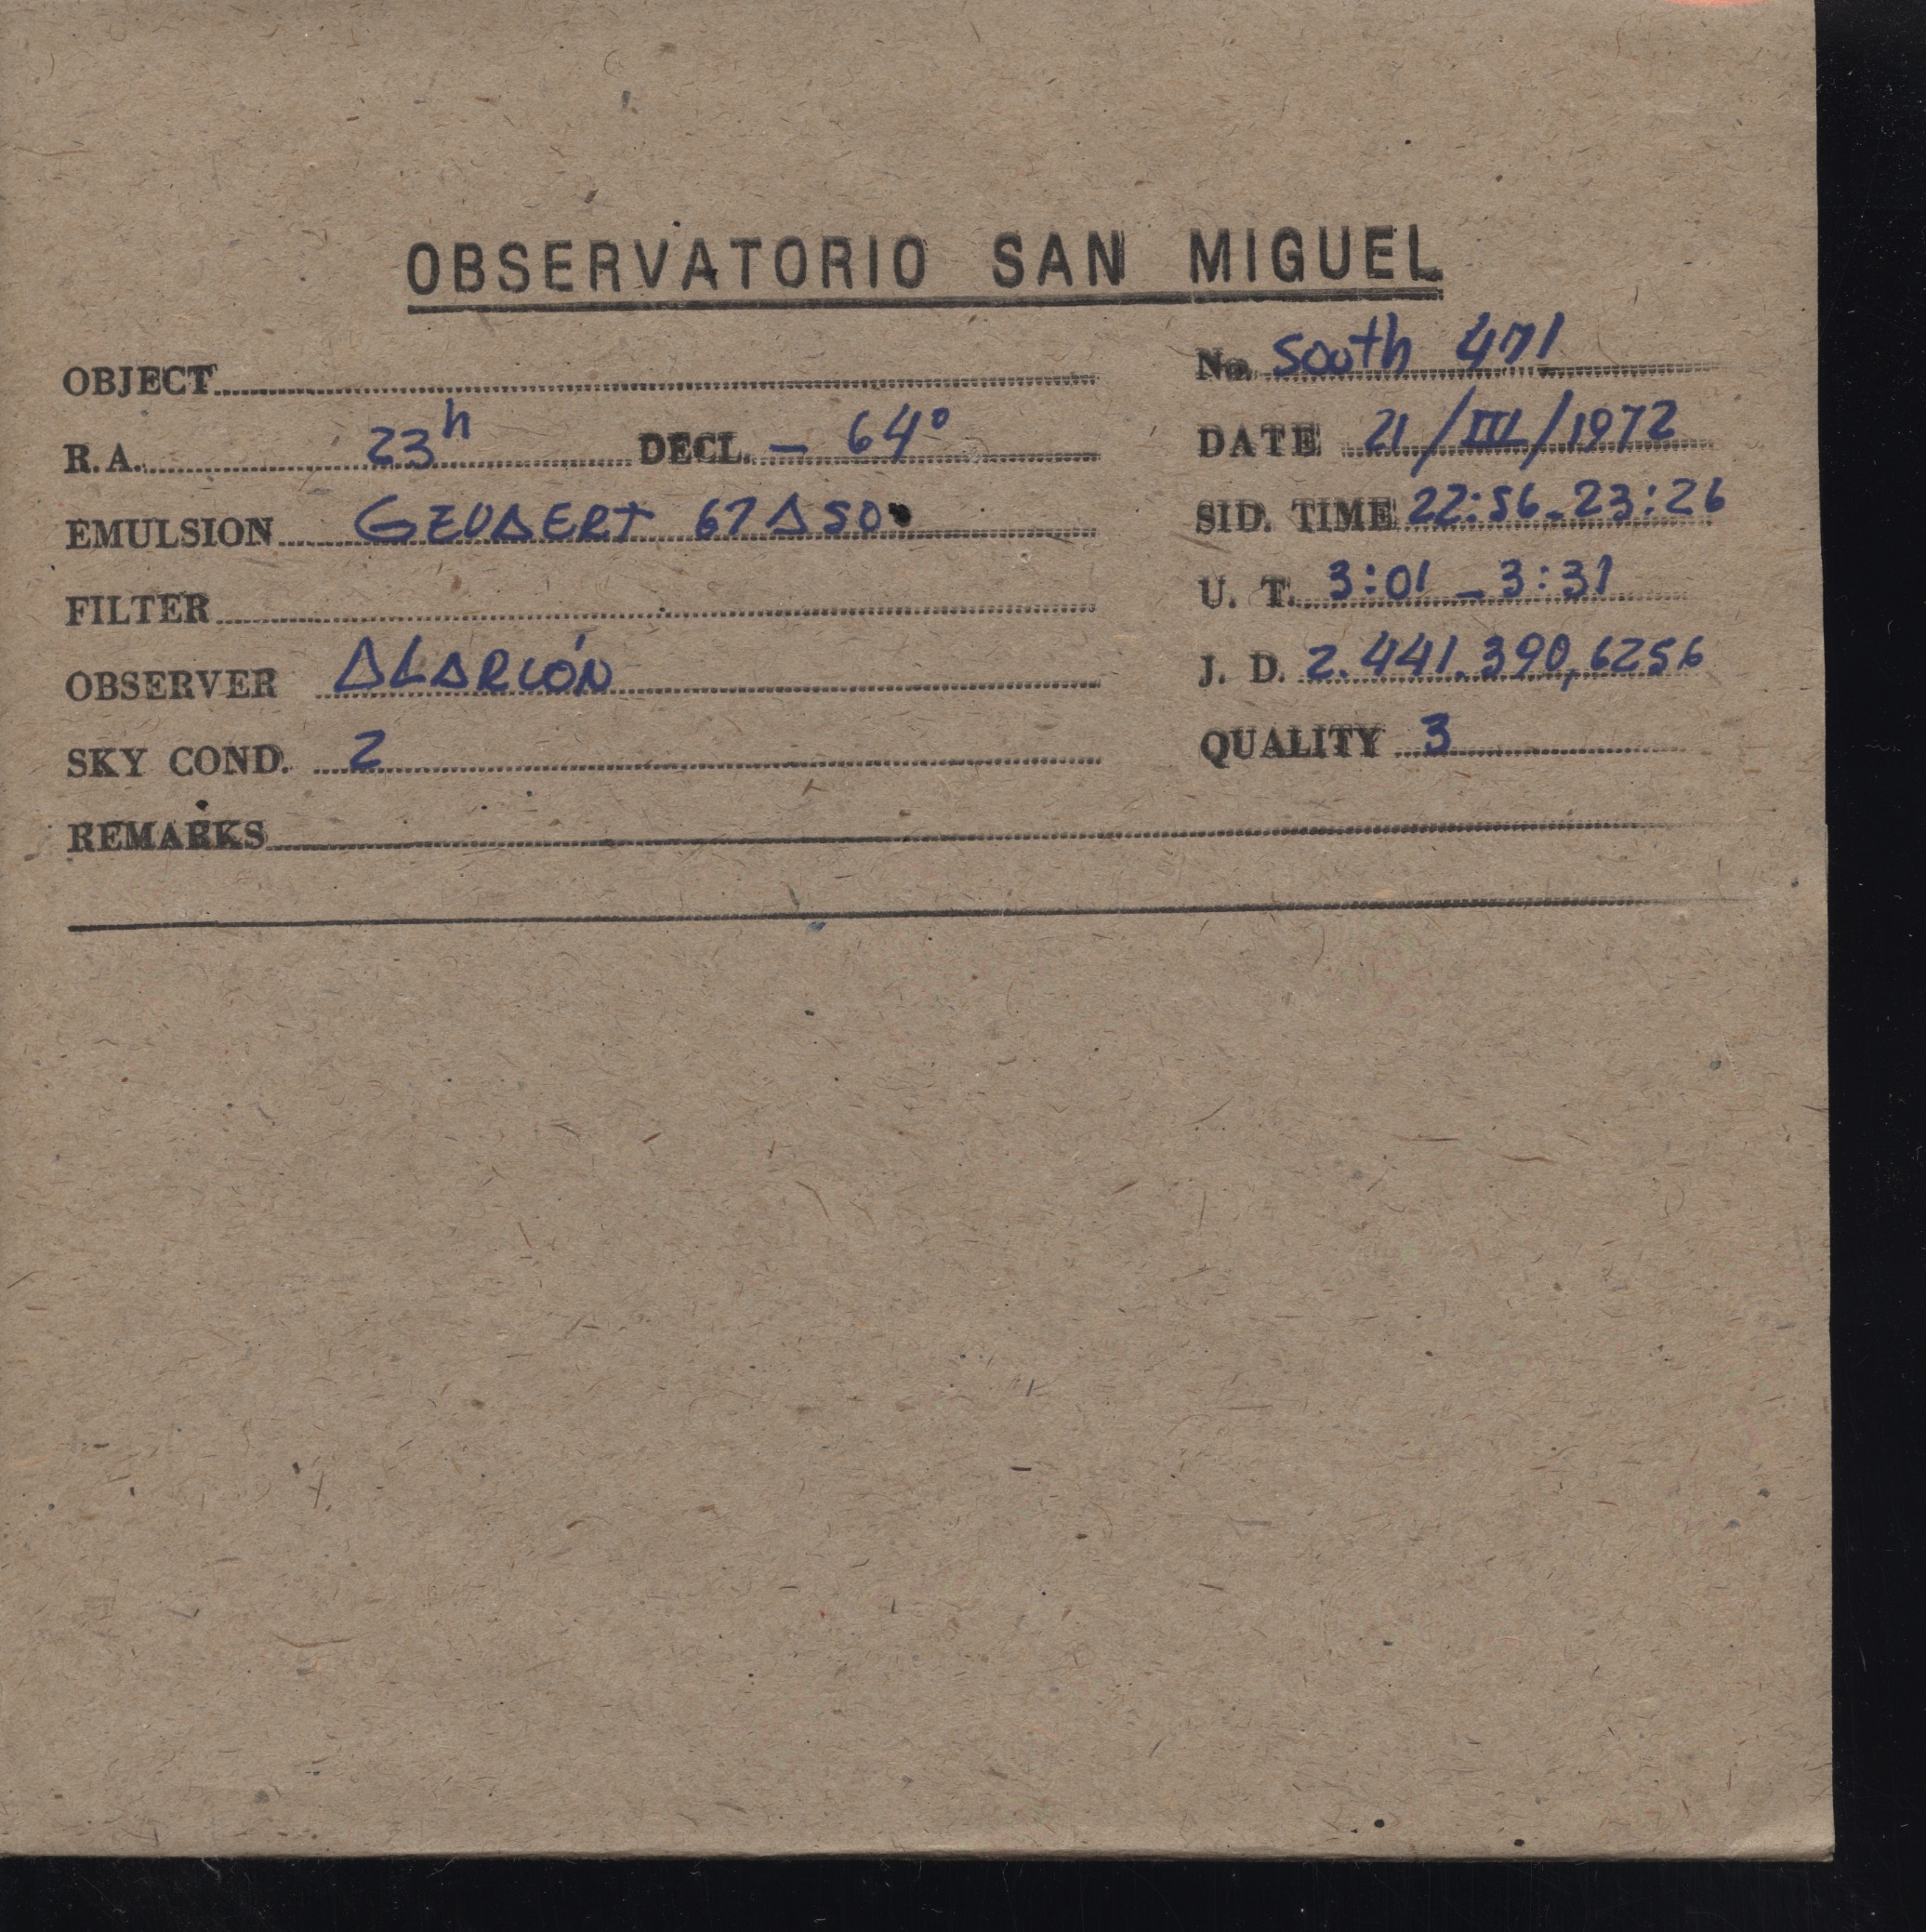 OBSERVATORIO SAN MIGUEL
OBJECT
No. South 471
R.A. 23h DECL. - 64°
DATE 21/III/1972
EMULSION GEVAERT 67A50
SID. TIME 22:56-23:26
FILTER
U. T. 3:01 - 3:31
OBSERVER ALARCÓN
J. D. 2.441.390,6256
SKY COND. 2
QUALITY 3
REMARKS